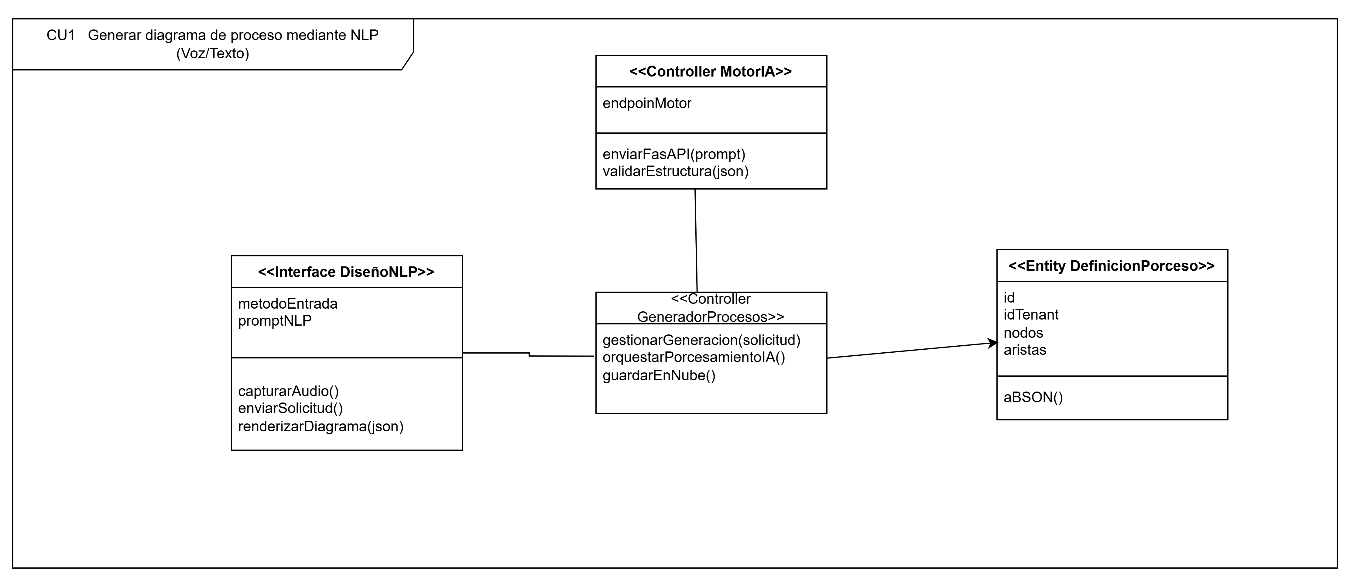 CU1 Generar diagrama de proceso mediante NLP
(Voz/Texto)
<<Controller MotorIA>>
endpoinMotor
enviarFasAPI(prompt)
validarEstructura(json)
<<Interface DiseñoNLP>>
metodoEntrada
promptNLP
capturarAudio()
enviarSolicitud()
renderizarDiagrama(json)
<<Controller
GeneradorProcesos>>
gestionarGeneracion(solicitud)
orquestarPorcesamientoIA()
guardarEnNube()
<<Entity DefinicionPorceso>>
id
idTenant
nodos
aristas
aBSON()